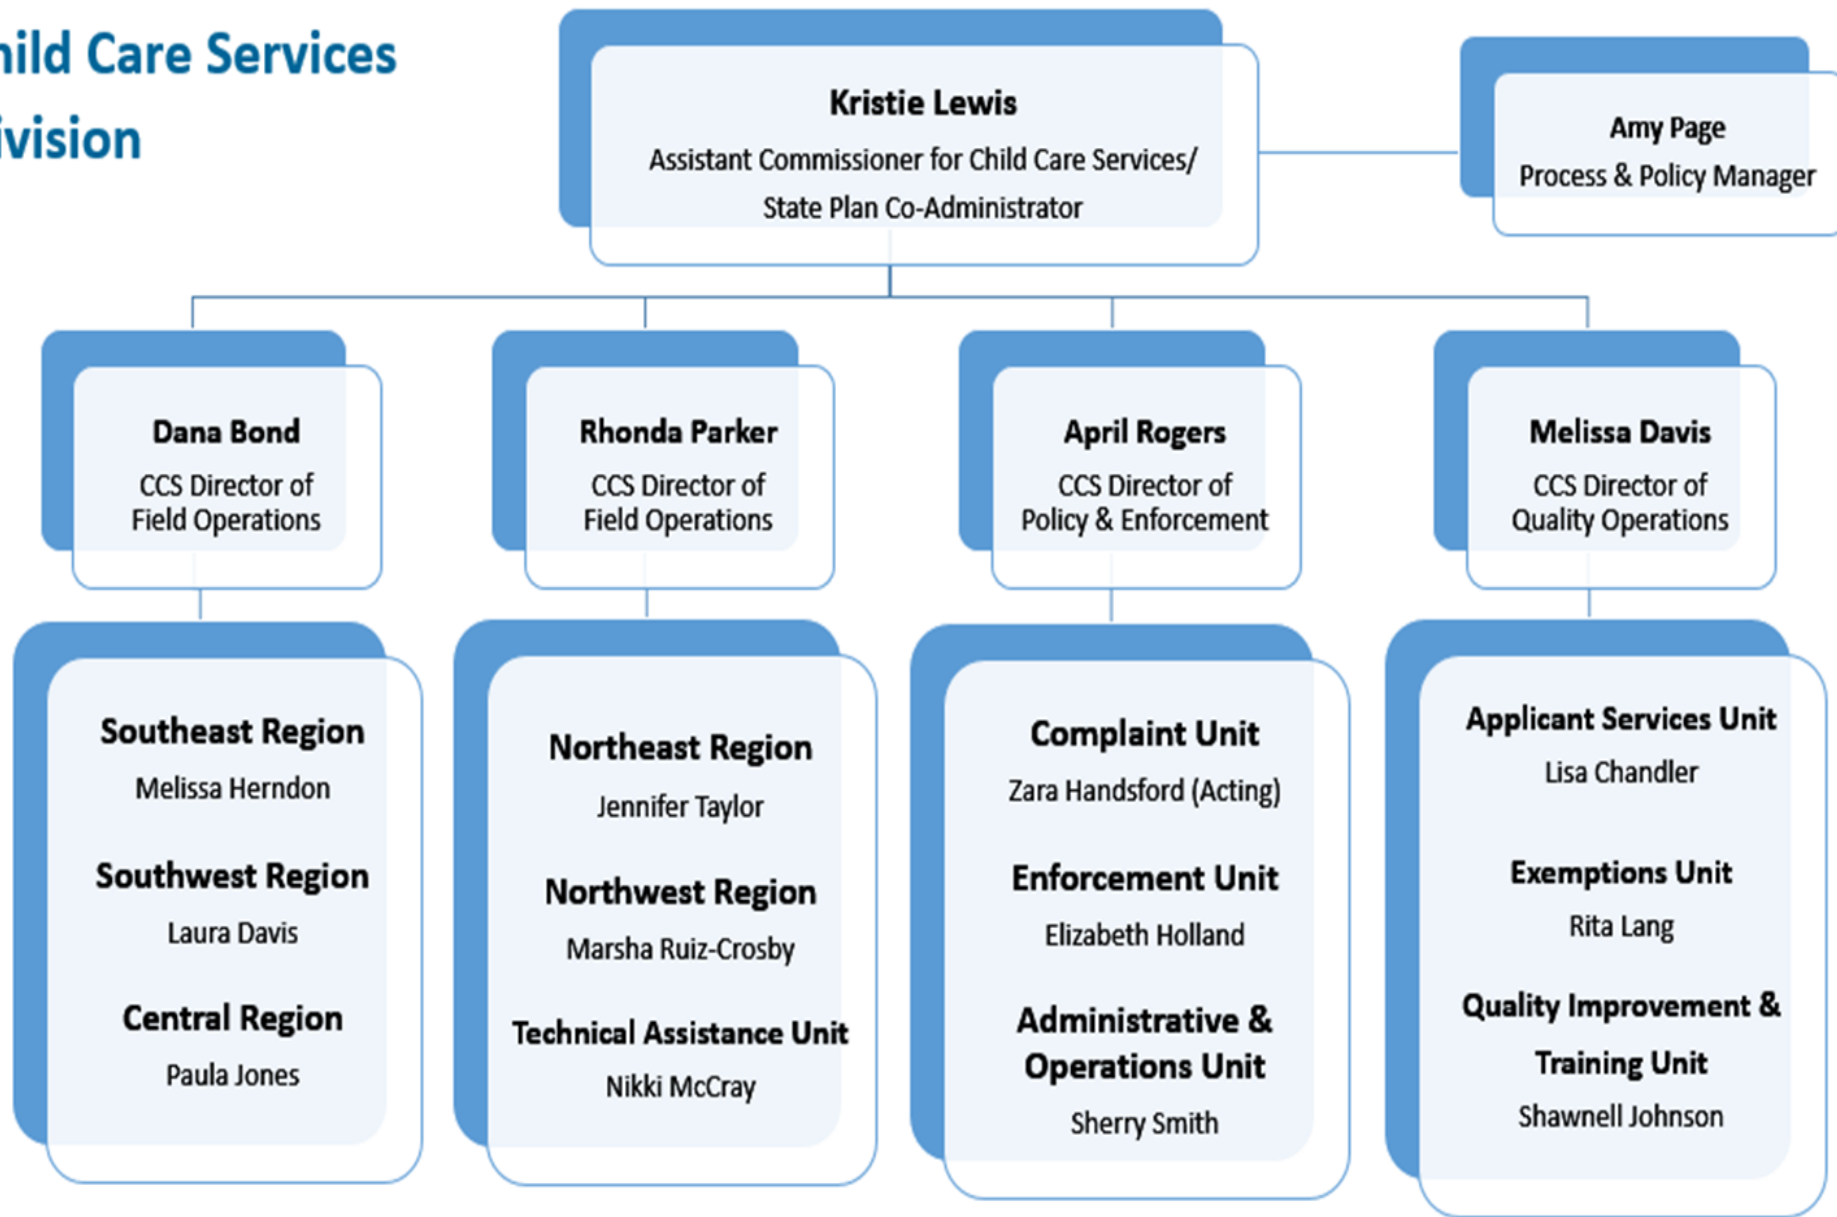 hild Care Services
ivision
Kristie Lewis
Assistant Commissioner for Child Care Services/
State Plan Co-Administrator
Amy Page
Process & Policy Manager
Dana Bond
CCS Director of
Field Operations
Rhonda Parker
CCS Director of
Field Operations
April Rogers
CCS Director of
Policy & Enforcement
Melissa Davis
CCS Director of
Quality Operations
Southeast Region
Melissa Herndon
Southwest Region
Laura Davis
Central Region
Paula Jones
Northeast Region
Jennifer Taylor
Northwest Region
Marsha Ruiz-Crosby
Technical Assistance Unit
Nikki McCray
Complaint Unit
Zara Handsford (Acting)
Enforcement Unit
Elizabeth Holland
Administrative &
Operations Unit
Sherry Smith
Applicant Services Unit
Lisa Chandler
Exemptions Unit
Rita Lang
Quality Improvement &
Training Unit
Shawnell Johnson